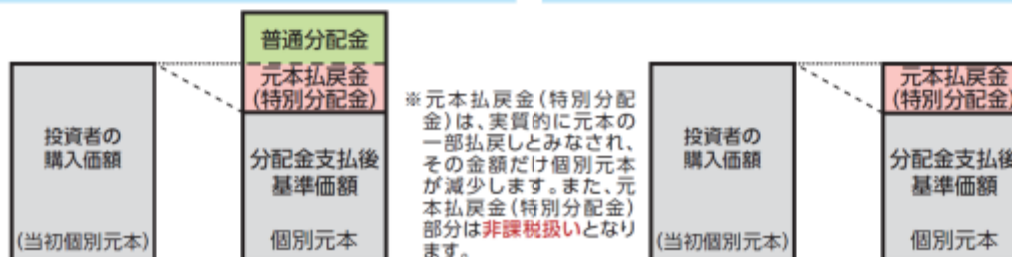 普通分配金
元本払戻金
(特別分配金)
投資者の
購入価額
(当初個別元本)
分配金支払後
基準価額
個別元本
※元本払戻金(特別分配
金)は、実質的に元本の
一部払戻しとみなされ、
その金額だけ個別元本
が減少します。また、元
本払戻金(特別分配金)
部分は非課税扱いとなり
ます。
投資者の
購入価額
(当初個別元本)
元本払戻金
(特別分配金)
分配金支払後
基準価額
個別元本